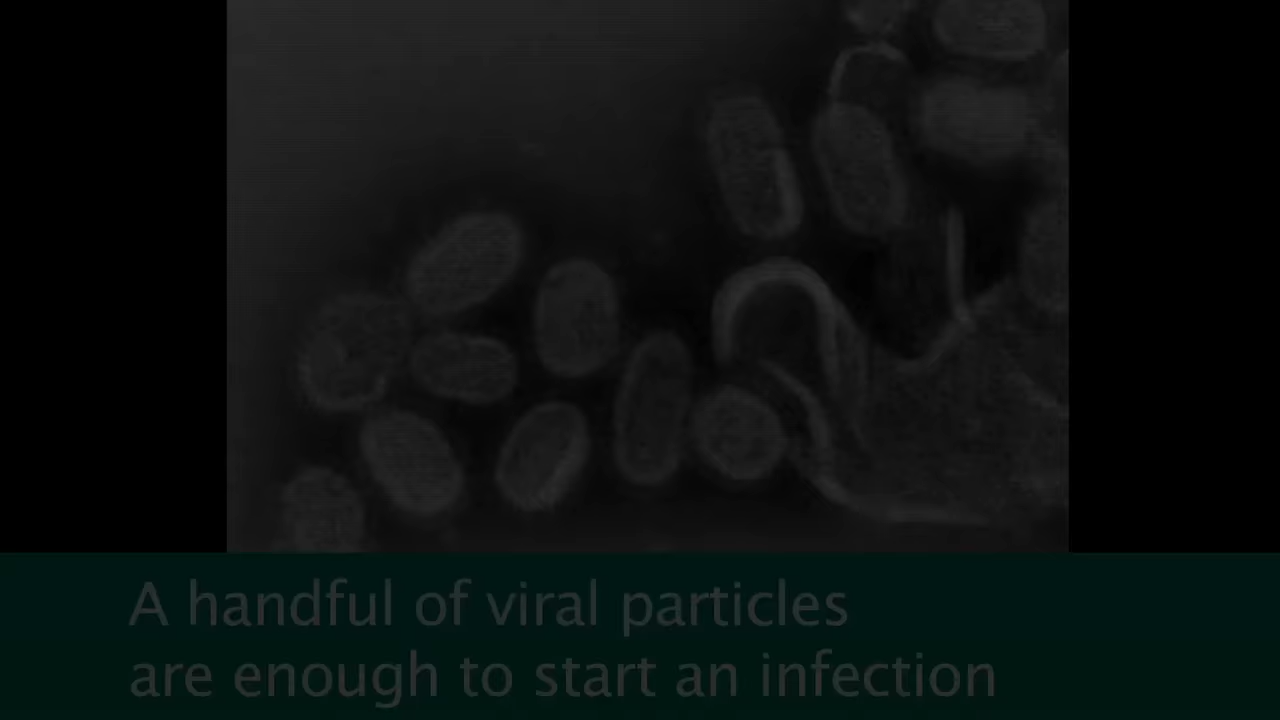 A handful of viral particles
are enough to start an infection